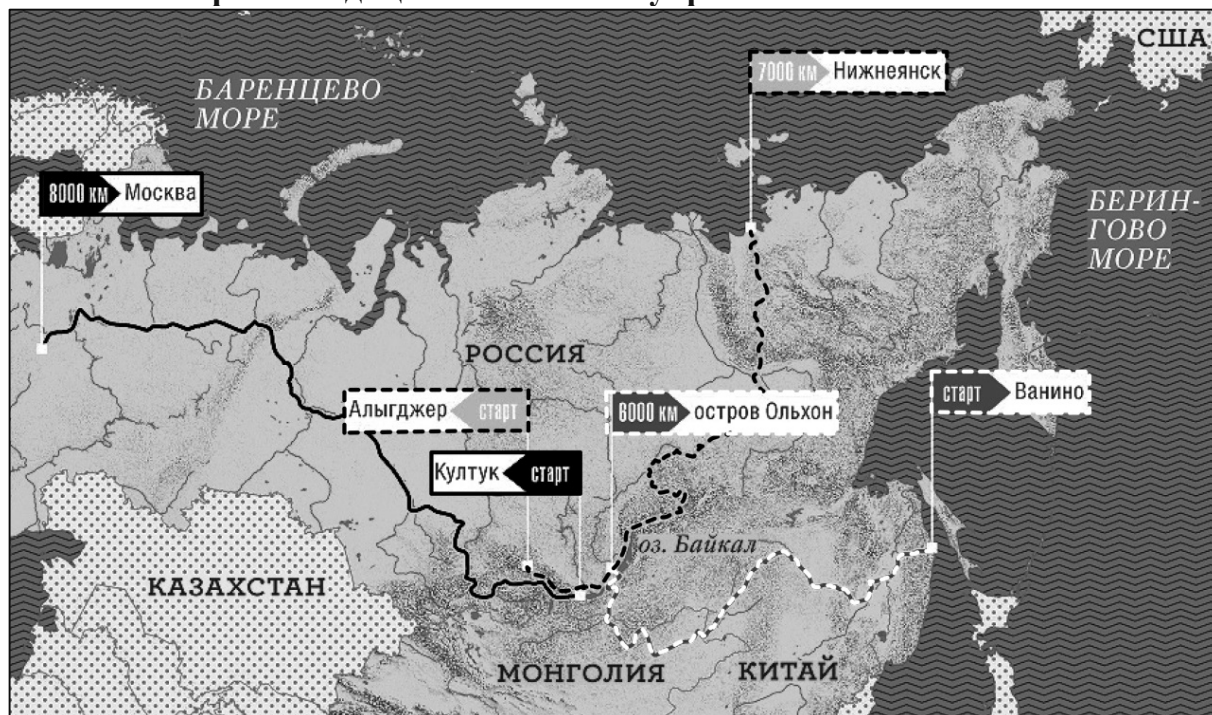 США
7000 км Нижнеянск
БАРЕНЦЕВО
МОРЕ
8000 км Москва
БЕРИН-
ГОВО
МОРЕ
РОССИЯ
Алыгджер старт
6000 км остров Ольхон
старт Ванино
Култук старт
оз. Байкал
КАЗАХСТАН
МОНГОЛИЯ
КИТАЙ